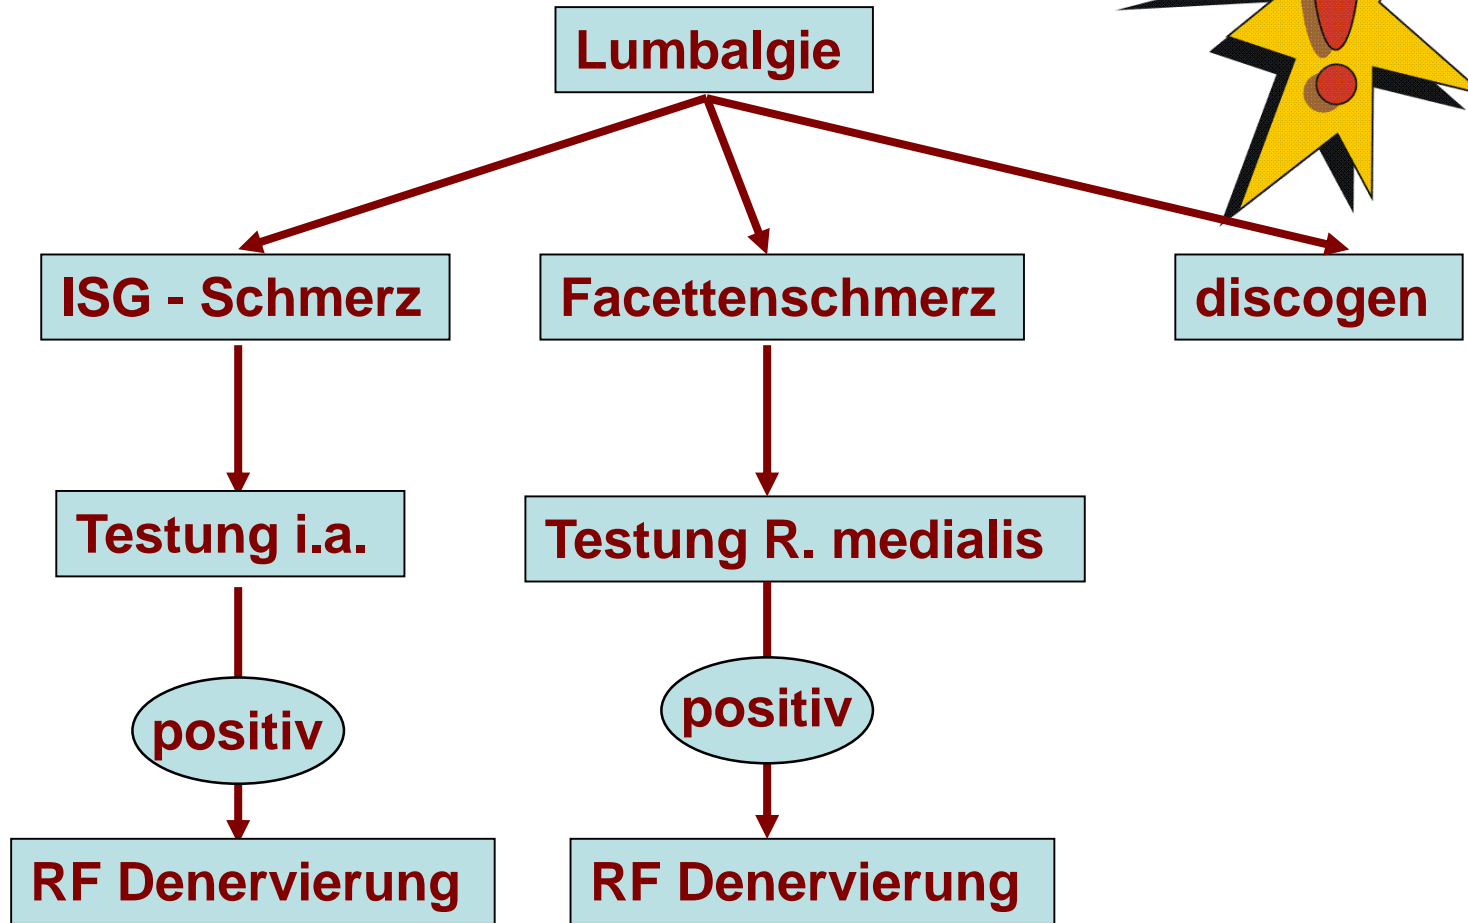 Lumbalgie
ISG - Schmerz
Facettenschmerz
discogen
Testung i.a.
Testung R. medialis
positiv
positiv
RF Denervierung
RF Denervierung